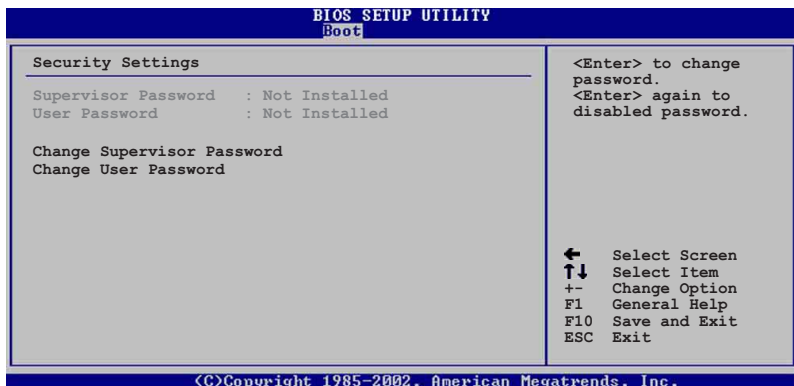 BIOS SETUP UTILITY
Boot
Security Settings
Supervisor Password : Not Installed
User Password : Not Installed
Change Supervisor Password
Change User Password
<Enter> to change
password.
<Enter> again to
disabled password.
← Select Screen
↑↓ Select Item
+- Change Option
F1 General Help
F10 Save and Exit
ESC Exit
(C)Copyright 1985-2002, American Megatrends, Inc.